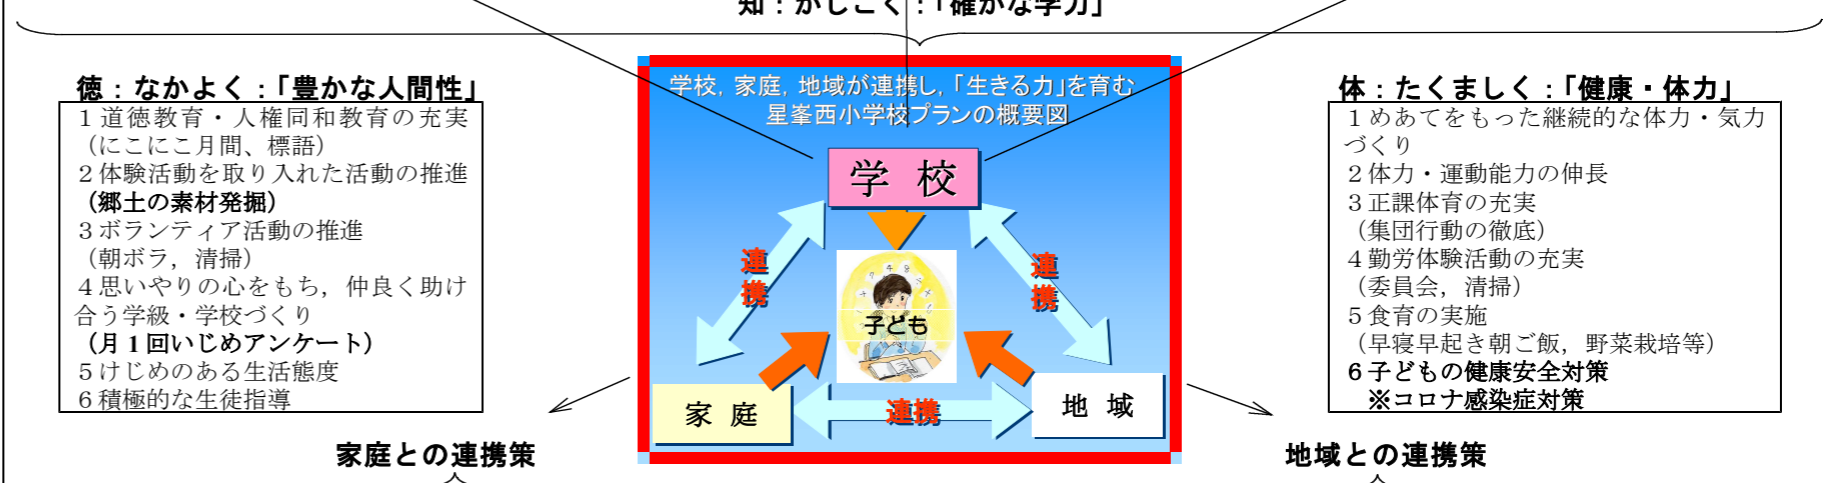 知：かしこく：「確かな学力」
徳：なかよく：「豊かな人間性」
１道徳教育・人権同和教育の充実
（にこにこ月間、標語）
２体験活動を取り入れた活動の推進
（郷土の素材発掘）
３ボランティア活動の推進
（朝ボラ，清掃）
４思いやりの心をもち，仲良く助け
合う学級・学校づくり
（月１回いじめアンケート）
５けじめのある生活態度
６積極的な生徒指導
学校，家庭，地域が連携し，「生きる力」を育む
星峯西小学校プランの概要図
学 校
連携
連携
子ども
家 庭
連携
地 域
体：たくましく：「健康・体力」
１めあてをもった継続的な体力・気力
づくり
２体力・運動能力の伸長
３正課体育の充実
（集団行動の徹底）
４勤労体験活動の充実
（委員会，清掃）
５食育の実施
（早寝早起き朝ご飯，野菜栽培等）
６子どもの健康安全対策
※コロナ感染症対策
家庭との連携策
地域との連携策